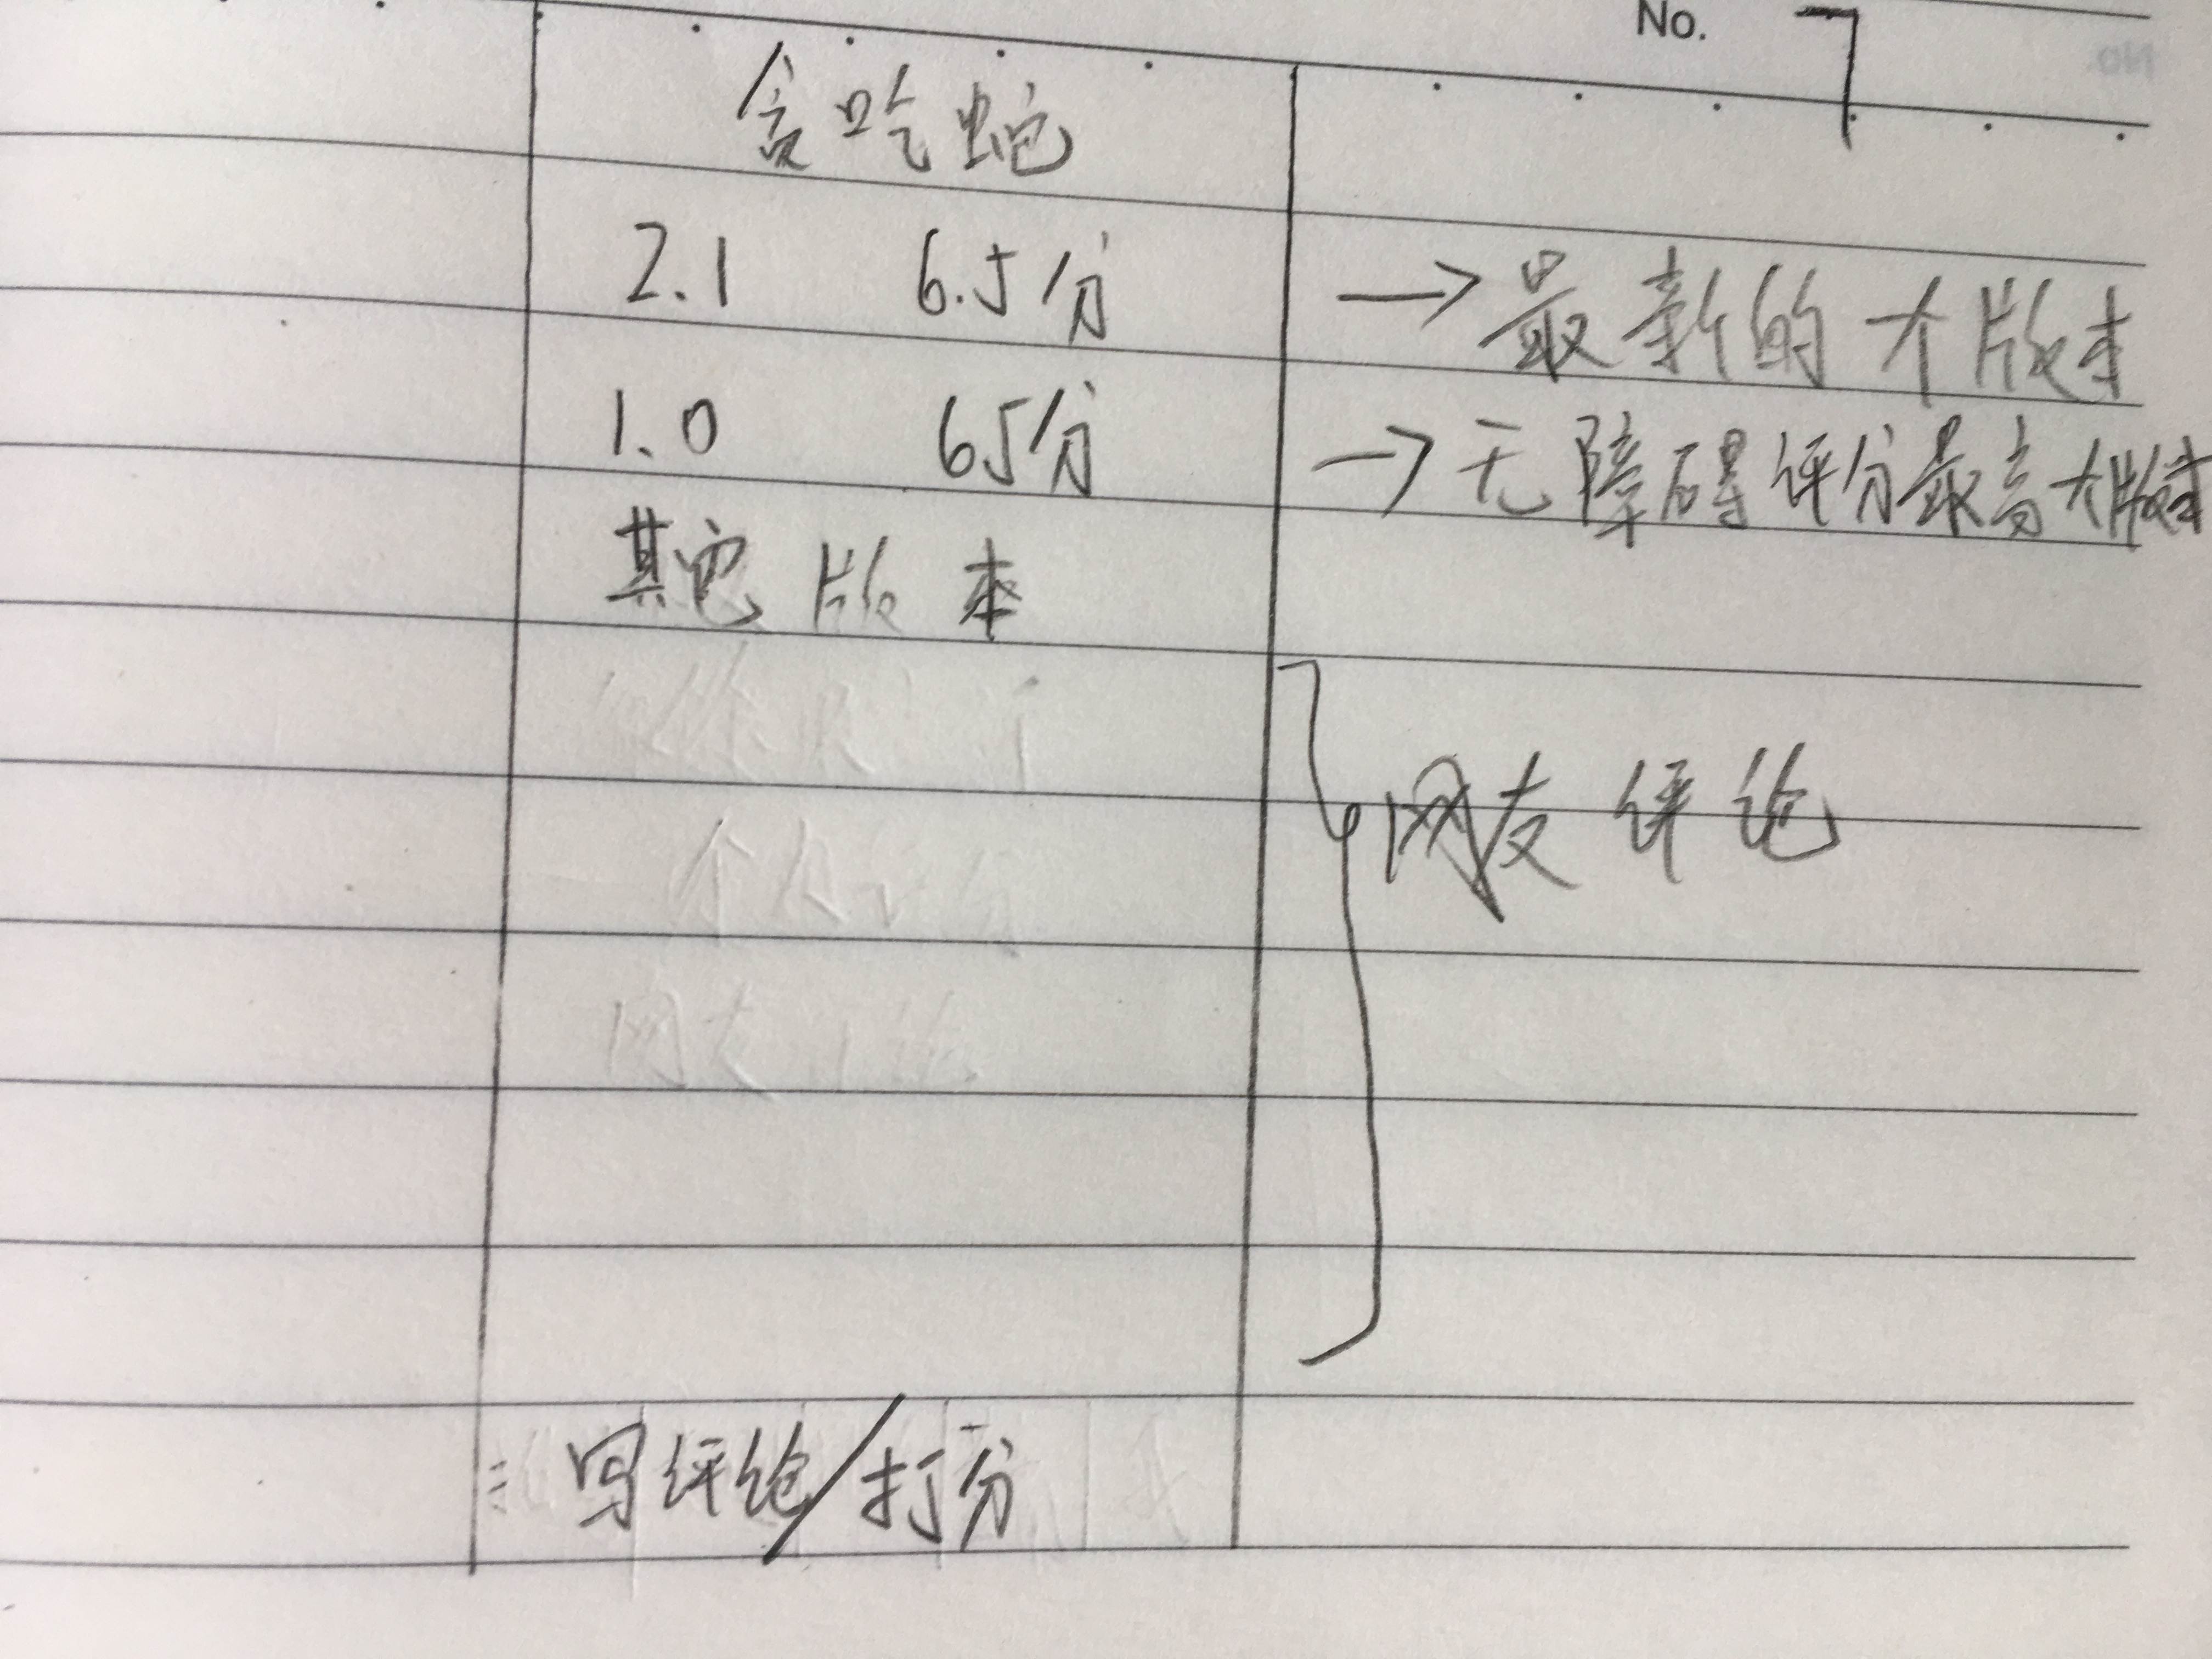 No. 7
贪吃蛇
2.1 6.5分 →最新的大版本
1.0 65分 →无障碍评分最高大版本
其它版本
网友评论
写评论/打分